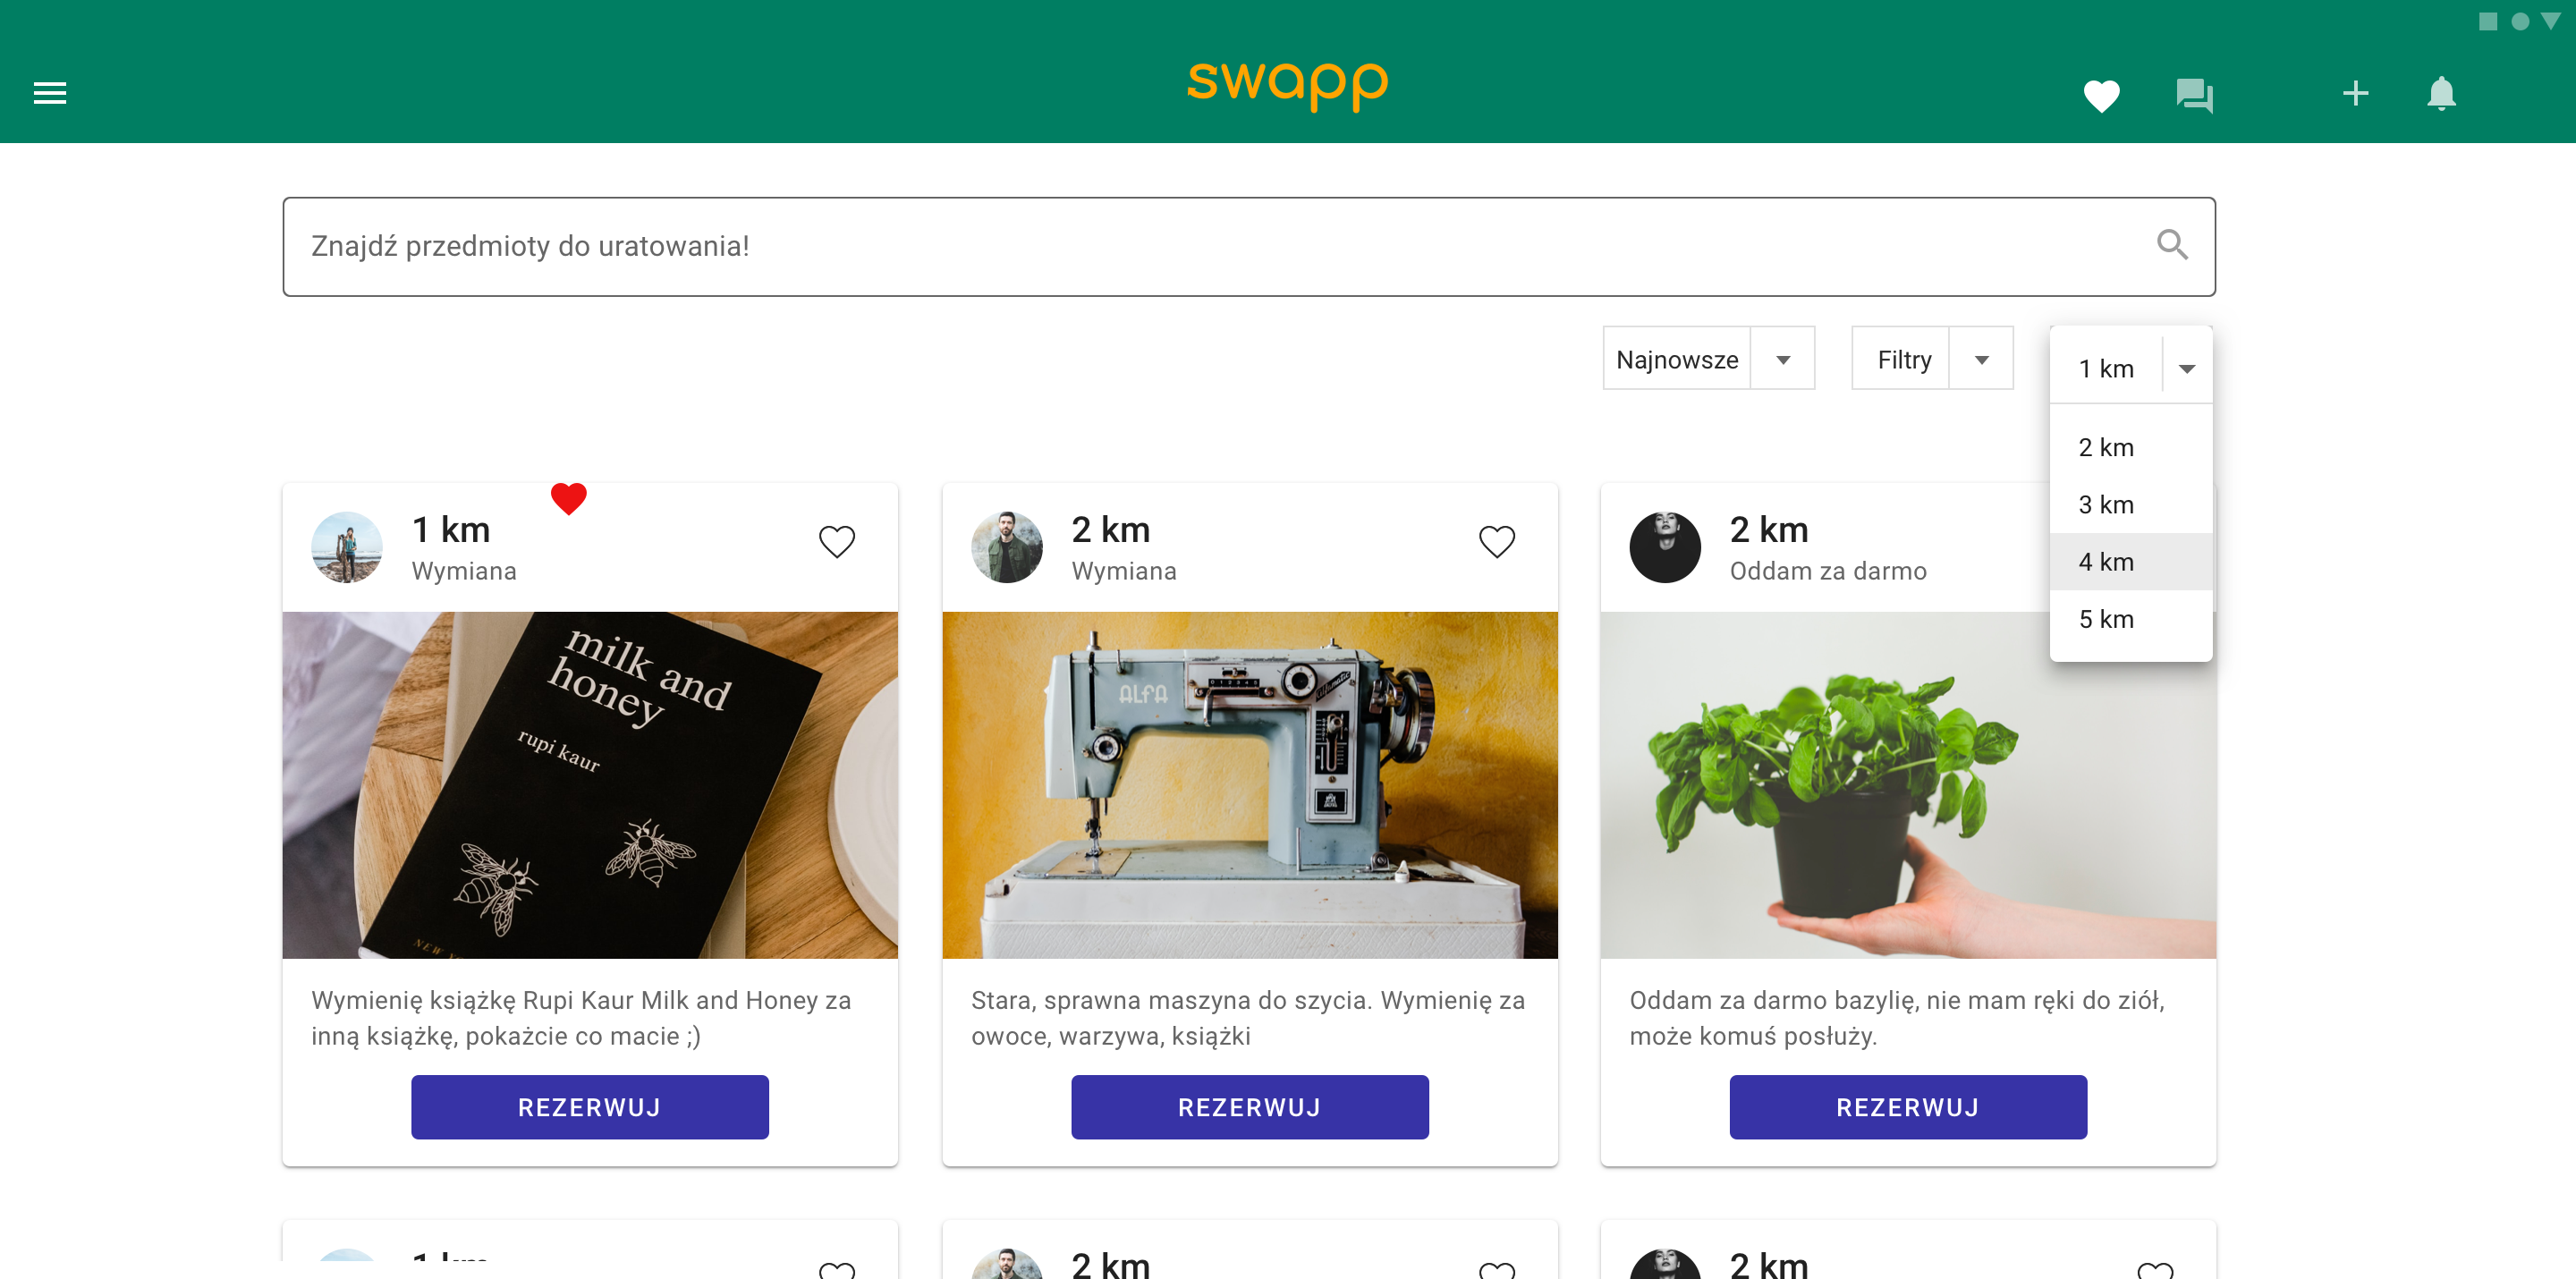 swapp
Znajdź przedmioty do uratowania!
Najnowsze
Filtry
1 km
2 km
3 km
4 km
5 km
1 km
Wymiana
2 km
Wymiana
2 km
Oddam za darmo
milk and
honey
rupi kaur
ALFA
Automatic
Wymienię książkę Rupi Kaur Milk and Honey za
inną książkę, pokażcie co macie ;)
REZERWUJ
Stara, sprawna maszyna do szycia. Wymienię za
owoce, warzywa, książki
REZERWUJ
Oddam za darmo bazylię, nie mam ręki do ziół,
może komuś posłuży.
REZERWUJ
1 km
2 km
2 km